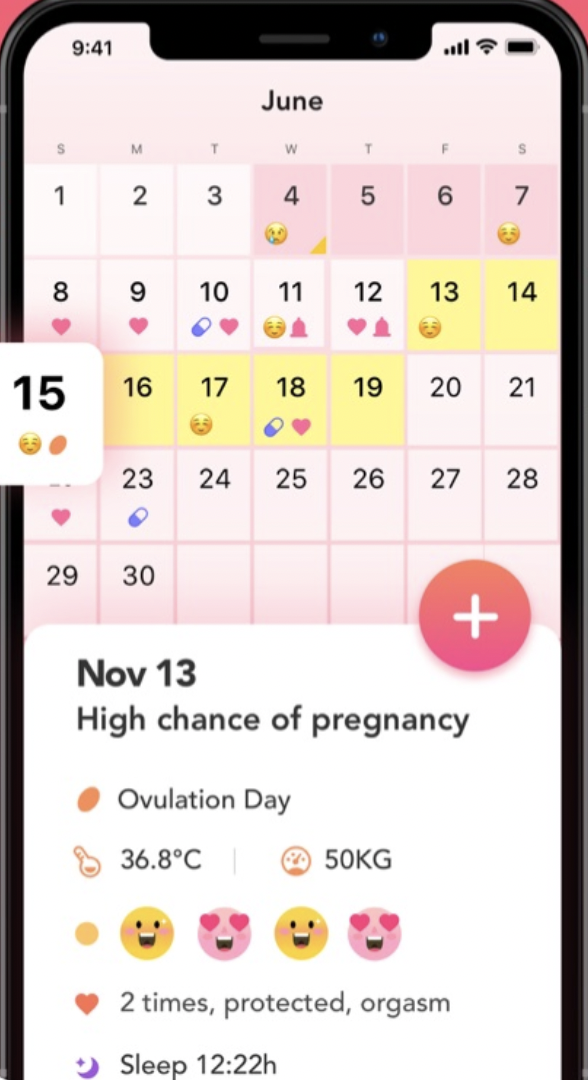 9:41
June
S M T W T F S
1 2 3 4 5 6 7
8 9 10 11 12 13 14
15 16 17 18 19 20 21
23 24 25 26 27 28
29 30
Nov 13
High chance of pregnancy
Ovulation Day
36.8°C 50KG
2 times, protected, orgasm
Sleep 12:22h